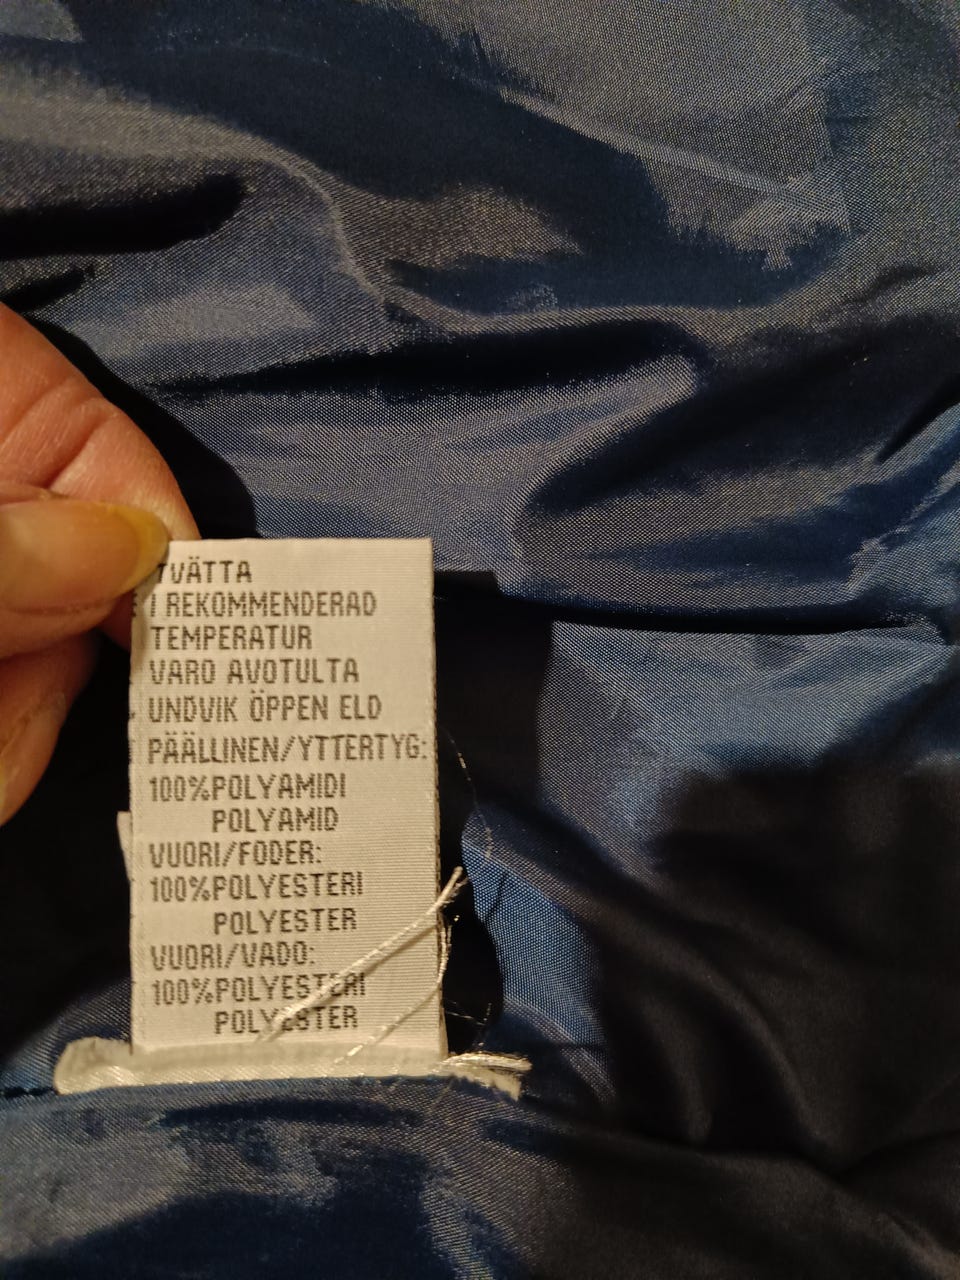 TVÄTTA
I REKOMMENDERAD
TEMPERATUR
VARO AVOTULTA
UNDVIK ÖPPEN ELD
PÄÄLLINEN/YTTERTYG:
100%POLYAMIDI
POLYAMID
VUORI/FODER:
100%POLYESTERI
POLYESTER
VUORI/VADO:
100%POLYESTERI
POLYESTER